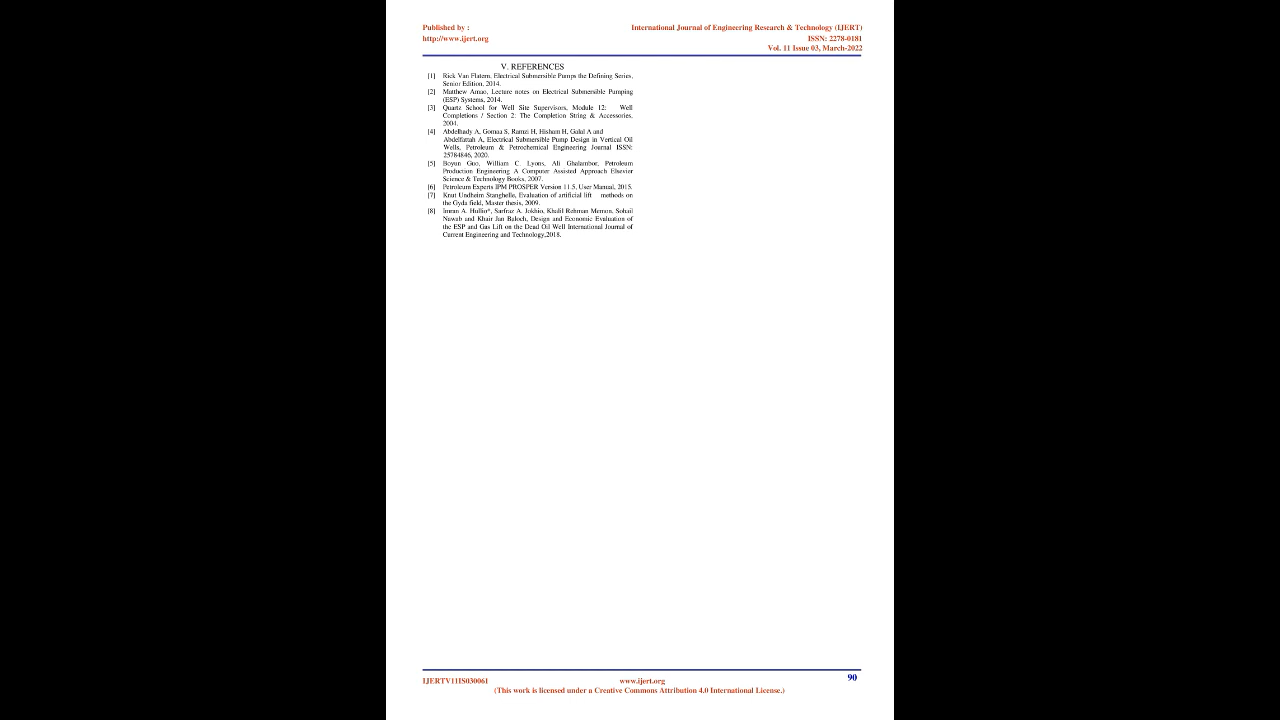 Published by :
International Journal of Engineering Research & Technology (IJERT)
http://www.ijert.org
ISSN: 2278-0181
Vol. 11 Issue 03, March-2022
V. REFERENCES
[1] Rick Van Flatern, Electrical Submersible Pumps the Defining Series,
Senior Edition, 2014.
[2] Matthew Amao, Lecture notes on Electrical Submersible Pumping
(ESP) Systems, 2014.
[3] Quartz School for Well Site Supervisors, Module 12: Well
Completions / Section 2: The Completion String & Accessories,
2004.
[4] Abdelhady A, Gomaa S, Ramzi H, Hisham H, Galal A and
Abdelfattah A, Electrical Submersible Pump Design in Vertical Oil
Wells, Petroleum & Petrochemical Engineering Journal ISSN:
25784846, 2020.
[5] Boyun Guo, William C. Lyons, Ali Ghalambor, Petroleum
Production Engineering A Computer Assisted Approach Elsevier
Science & Technology Books, 2007.
[6] Petroleum Experts IPM PROSPER Version 11.5, User Manual, 2015.
[7] Knut Undheim Stanghelle, Evaluation of artificial lift methods on
the Gyda field, Master thesis, 2009.
[8] Imran A. Hullio*, Sarfraz A. Jokhio, Khalil Rehman Memon, Sohail
Nawab and Khair Jan Baloch, Design and Economic Evaluation of
the ESP and Gas Lift on the Dead Oil Well International Journal of
Current Engineering and Technology,2018.
IJERTV11IS030061
www.ijert.org
90
(This work is licensed under a Creative Commons Attribution 4.0 International License.)